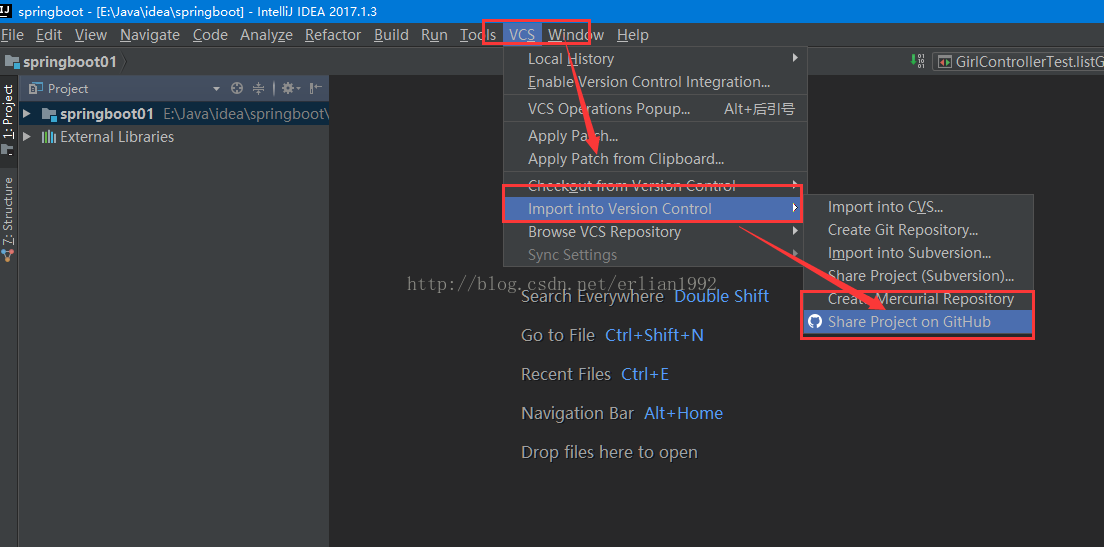 springboot - [E:\Java\idea\springboot] - IntelliJ IDEA 2017.1.3
File Edit View Navigate Code Analyze Refactor Build Run Tools VCS Window Help
springboot01
GirlControllerTest.listG
1: Project
7: Structure
Project
springboot01 E:\Java\idea\springboot\
External Libraries
Local History
Enable Version Control Integration...
VCS Operations Popup... Alt+后引号
Apply Patch...
Apply Patch from Clipboard...
Checkout from Version Control
Import into Version Control
Browse VCS Repository
Sync Settings
Import into CVS...
Create Git Repository...
Import into Subversion...
Share Project (Subversion)...
Create Mercurial Repository
Share Project on GitHub
http://blog.csdn.net/erlian1992
Search Everywhere Double Shift
Go to File Ctrl+Shift+N
Recent Files Ctrl+E
Navigation Bar Alt+Home
Drop files here to open